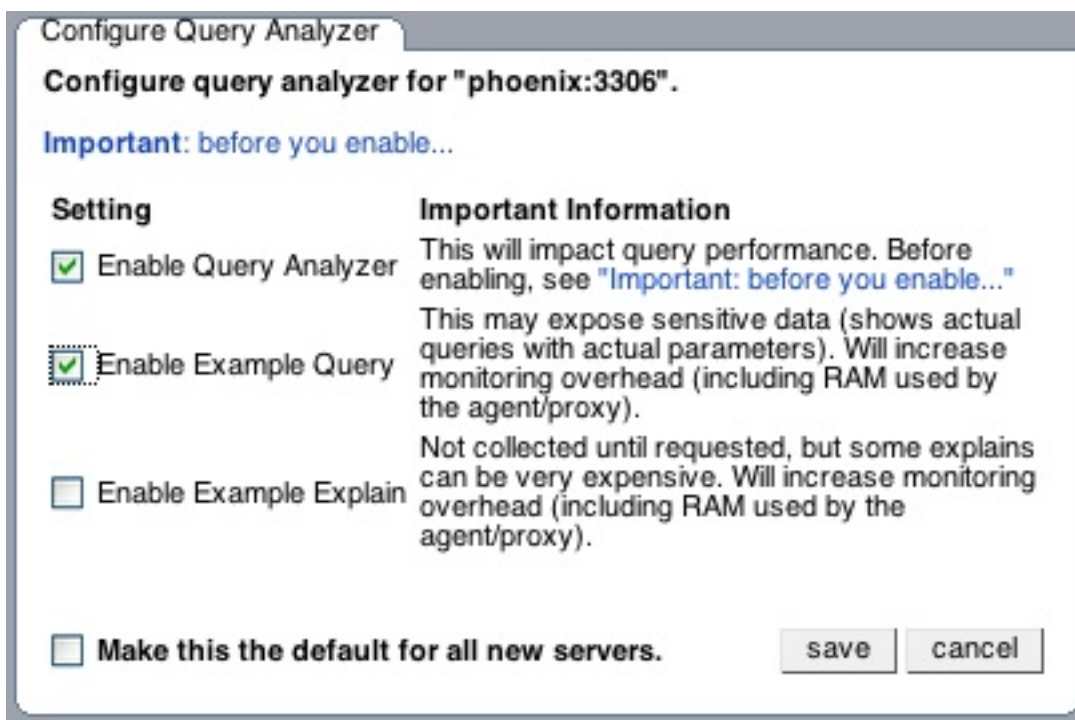 Configure Query Analyzer
Configure query analyzer for "phoenix:3306".
Important: before you enable...
Setting
Important Information
Enable Query Analyzer
This will impact query performance. Before
enabling, see "Important: before you enable..."
Enable Example Query
This may expose sensitive data (shows actual
queries with actual parameters). Will increase
monitoring overhead (including RAM used by
the agent/proxy).
Enable Example Explain
Not collected until requested, but some explains
can be very expensive. Will increase monitoring
overhead (including RAM used by the
agent/proxy).
Make this the default for all new servers.
save
cancel